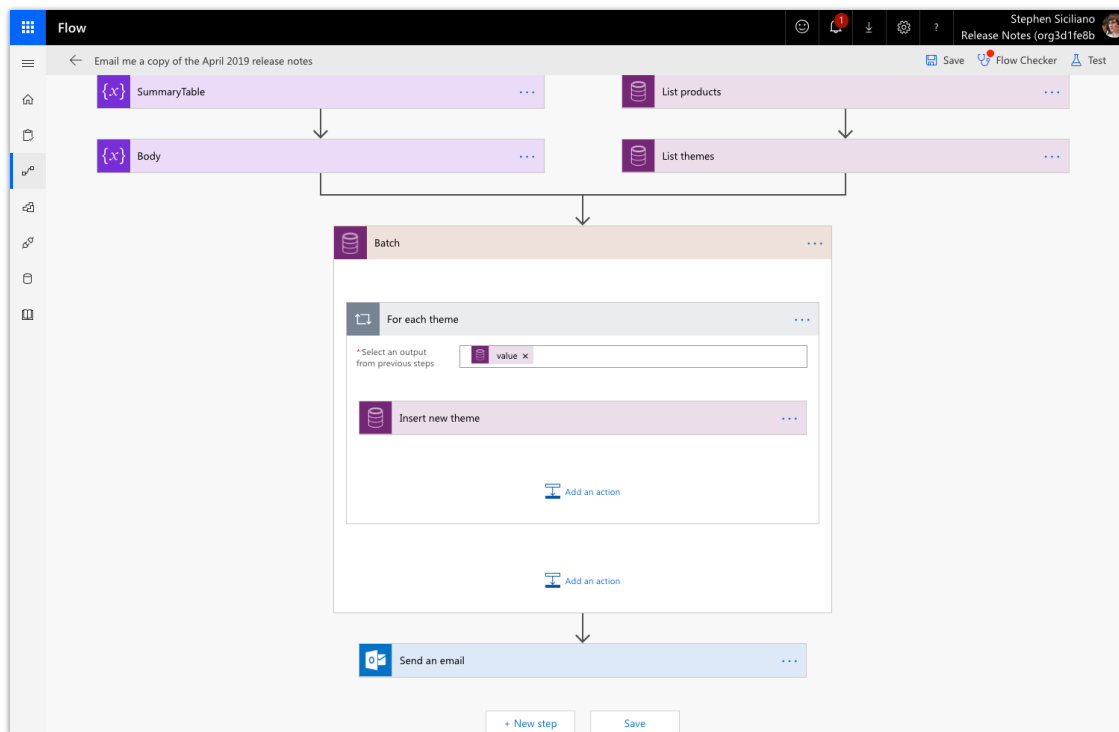 Flow
1
?
Stephen Siciliano
Release Notes (org3d1fe8b
Email me a copy of the April 2019 release notes
Save
Flow Checker
Test
{x} SummaryTable
...
List products
...
{x} Body
...
List themes
...
Batch
...
For each theme
...
*Select an output
from previous steps
value ×
Insert new theme
...
Add an action
Add an action
Send an email
...
+ New step
Save